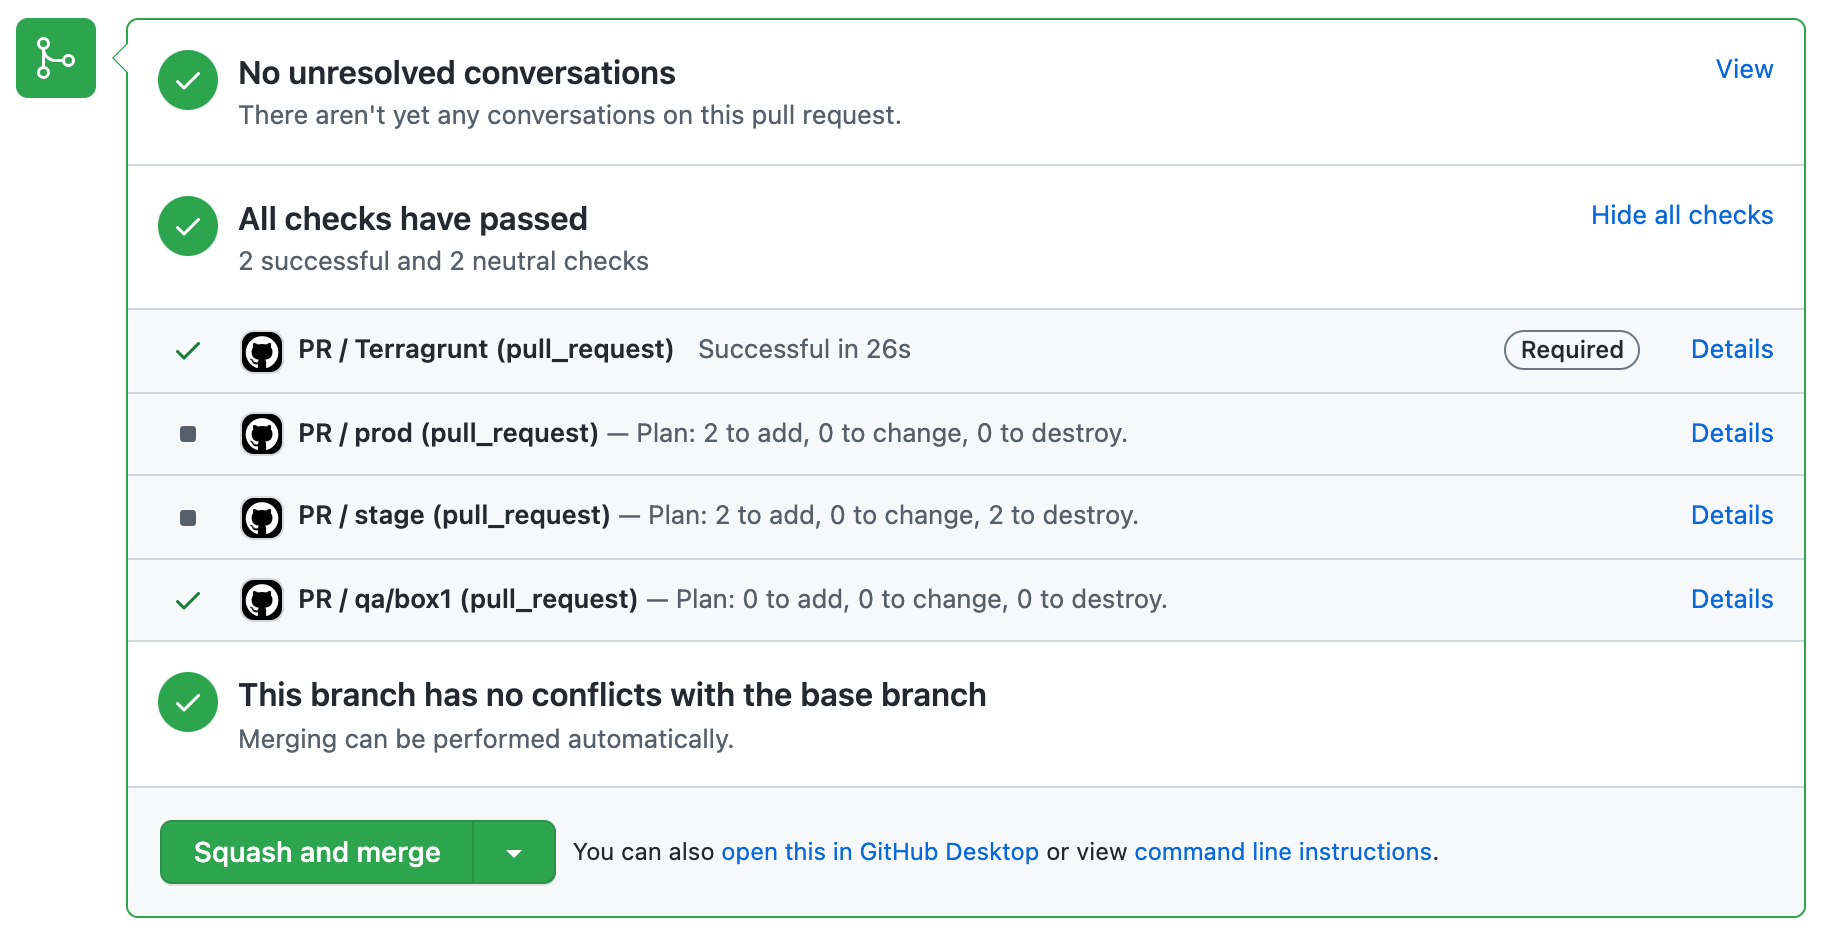 No unresolved conversations
View
There aren't yet any conversations on this pull request.
All checks have passed
Hide all checks
2 successful and 2 neutral checks
PR / Terragrunt (pull_request) Successful in 26s Required Details
PR / prod (pull_request) — Plan: 2 to add, 0 to change, 0 to destroy. Details
PR / stage (pull_request) — Plan: 2 to add, 0 to change, 2 to destroy. Details
PR / qa/box1 (pull_request) — Plan: 0 to add, 0 to change, 0 to destroy. Details
This branch has no conflicts with the base branch
Merging can be performed automatically.
Squash and merge You can also open this in GitHub Desktop or view command line instructions.